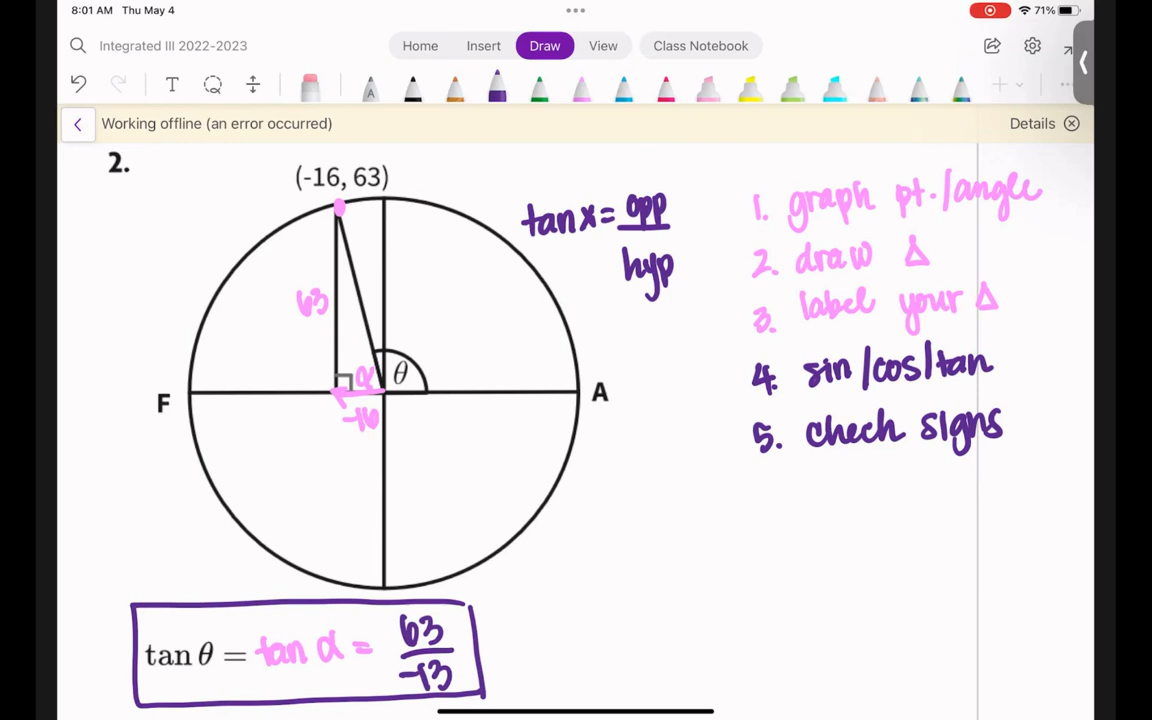 8:01 AM Thu May 4
71%
Integrated III 2022-2023
Home Insert Draw View Class Notebook
T
A
Working offline (an error occurred)
Details
2.
(-16, 63)
tan x = opp
hyp
63
α
θ
-16
F
A
1. graph pt./angle
2. draw Δ
3. label your Δ
4. sin/cos/tan
5. chech signs
tan θ = tan α = 63
-13